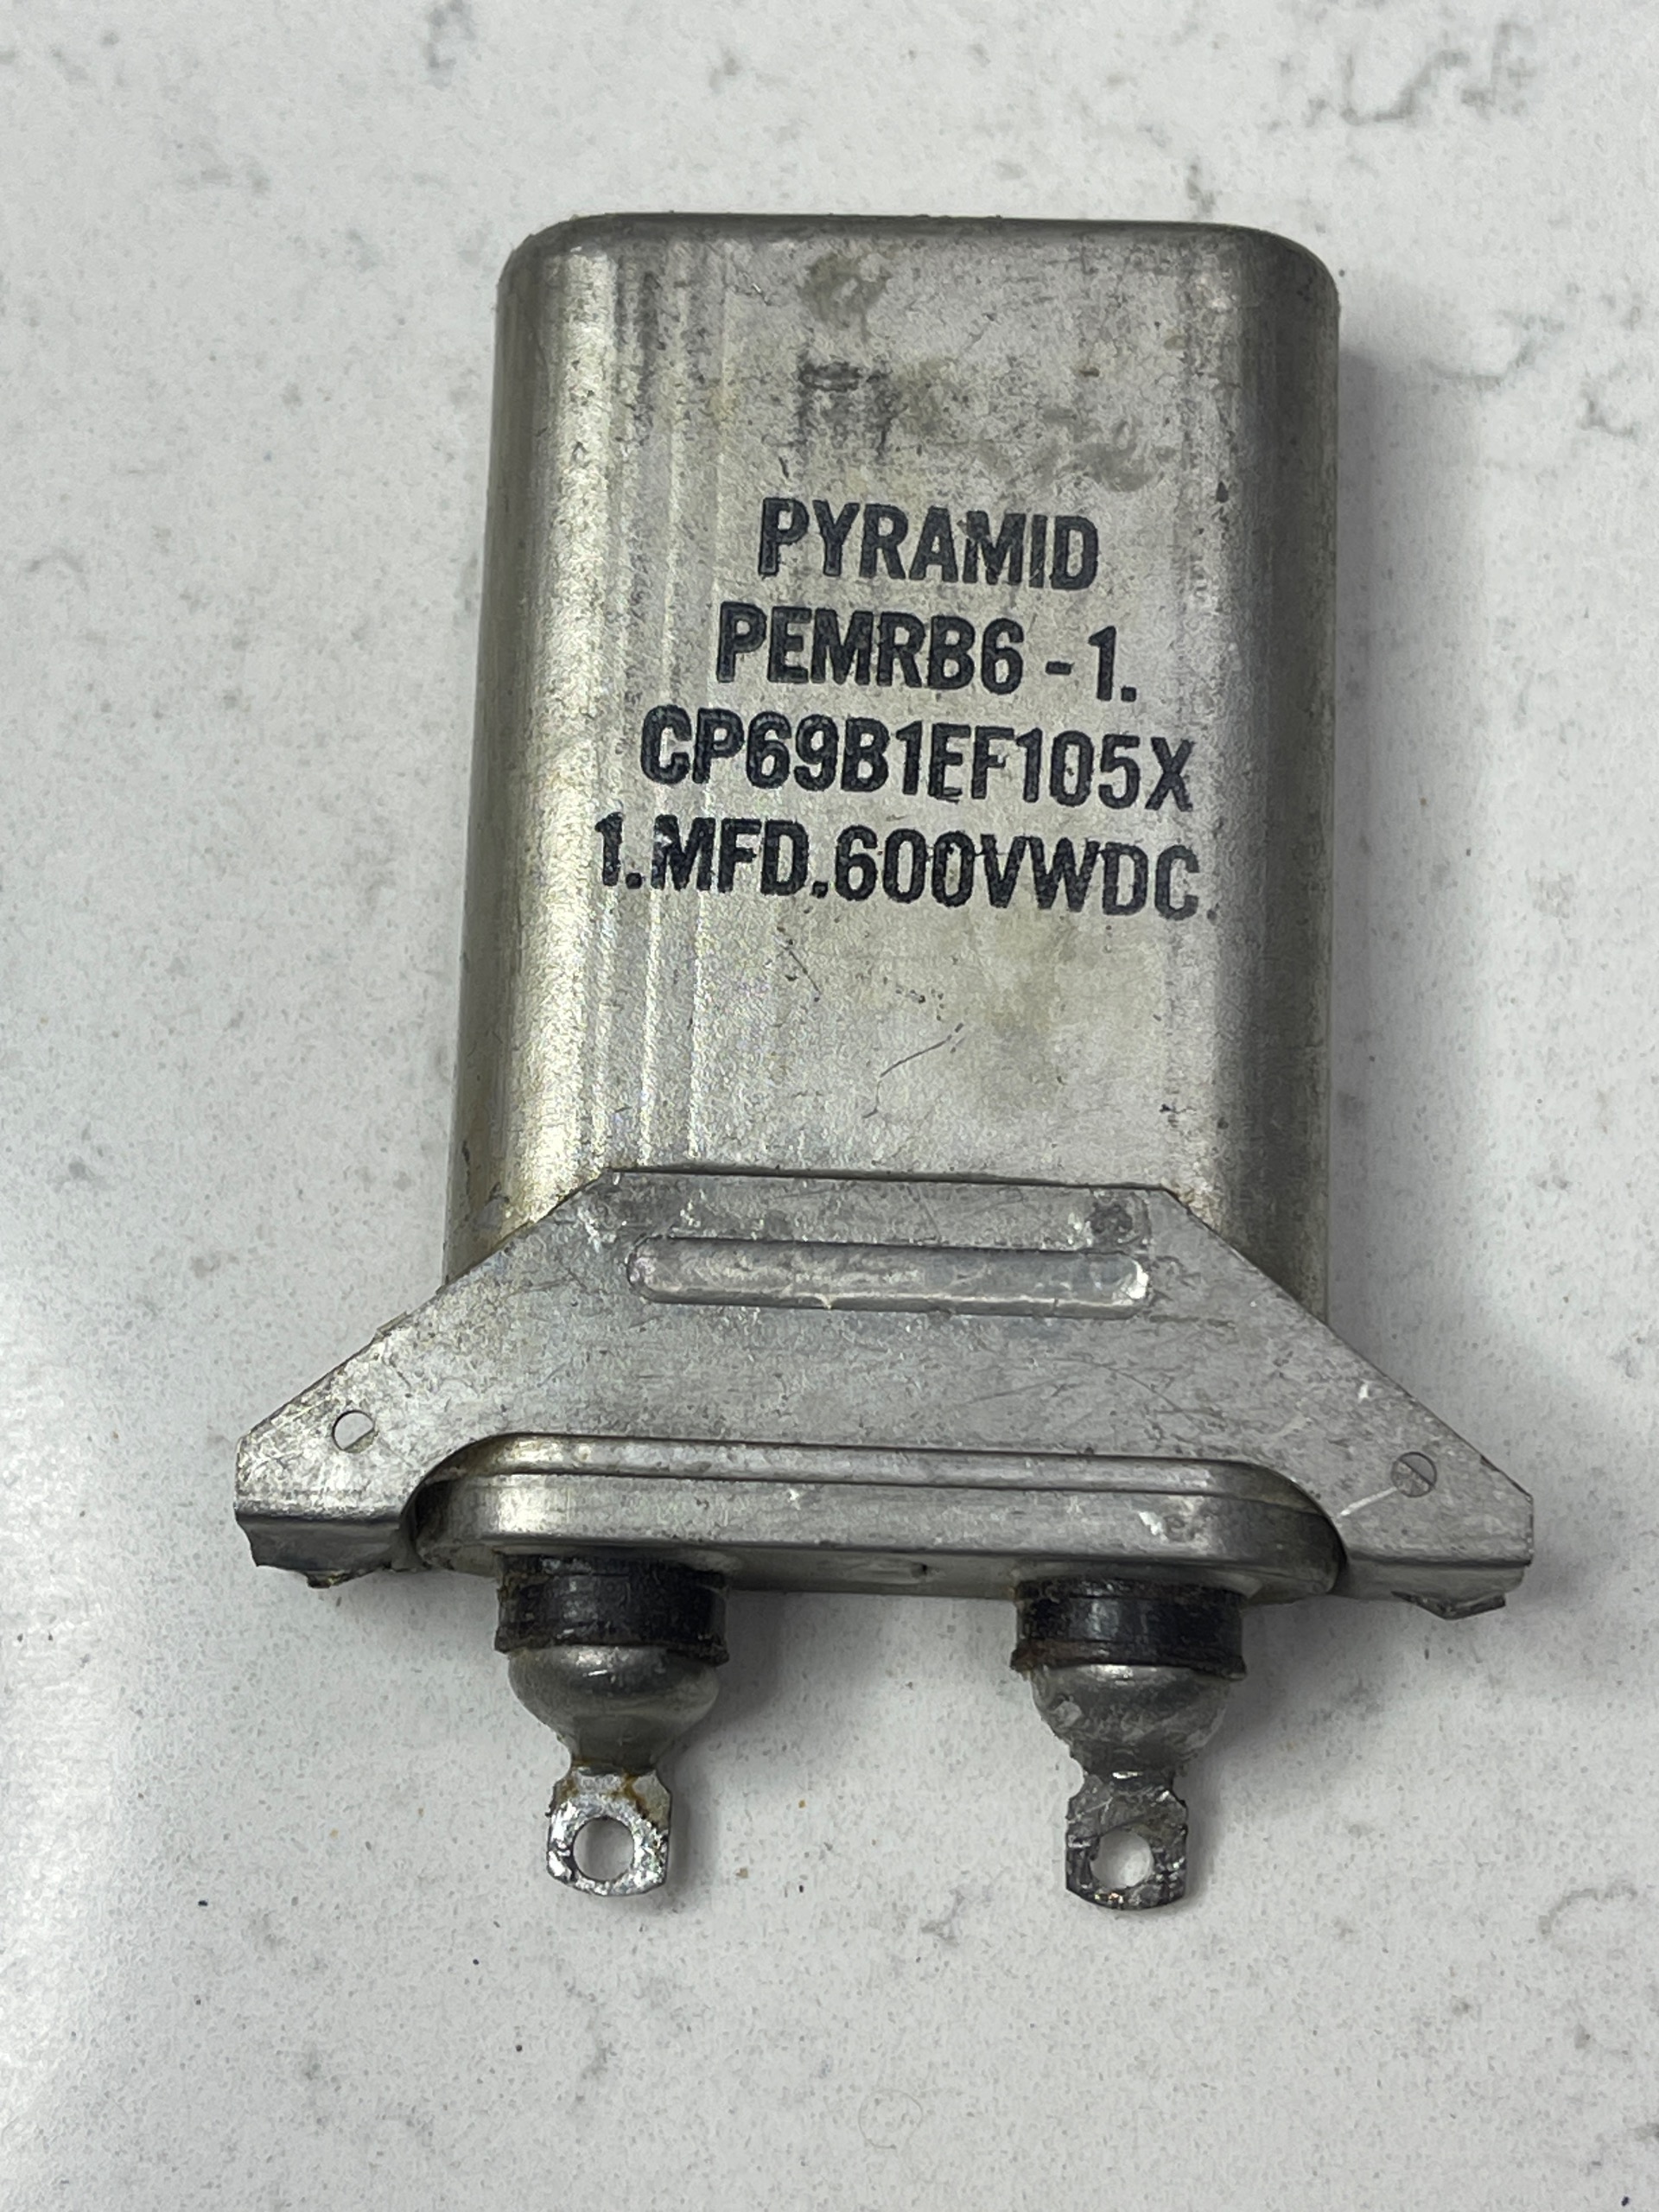 PYRAMID
PEMRB6 - 1.
CP69B1EF105X
1.MFD.600VWDC.